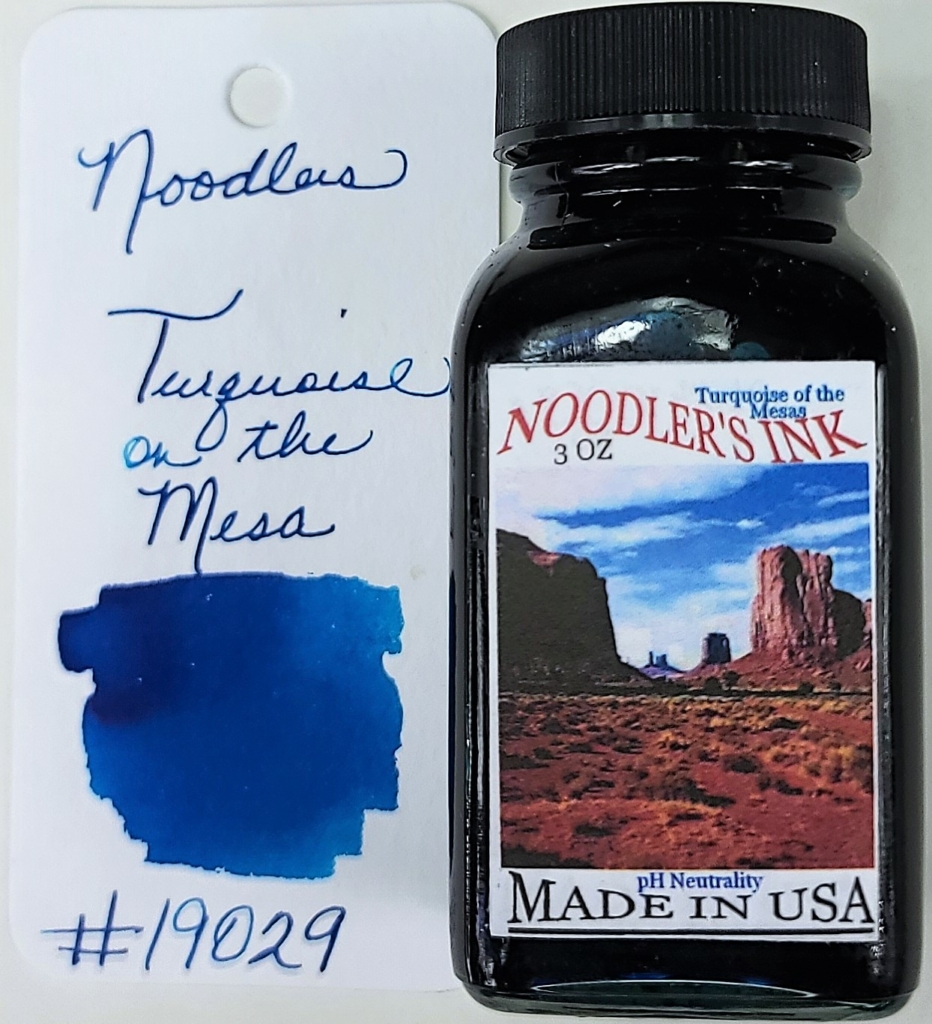 Noodlers
Turquoise
on the
Mesa
#19029
Turquoise of the
Mesas
NOODLER'S INK
3 OZ
pH Neutrality
MADE IN USA